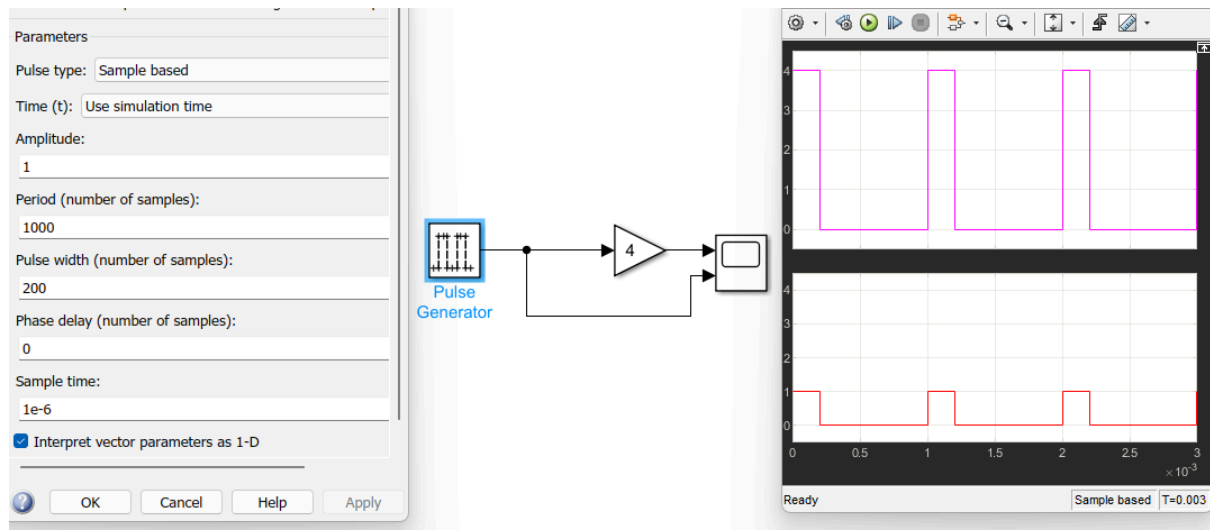 Parameters
Pulse type: Sample based
Time (t): Use simulation time
Amplitude:
1
Period (number of samples):
1000
Pulse width (number of samples):
200
Phase delay (number of samples):
0
Sample time:
1e-6
Interpret vector parameters as 1-D
OK Cancel Help Apply
Pulse
Generator
4
4
3
2
1
0
4
3
2
1
0
0 0.5 1 1.5 2 2.5 3
×10-3
Ready Sample based T=0.003